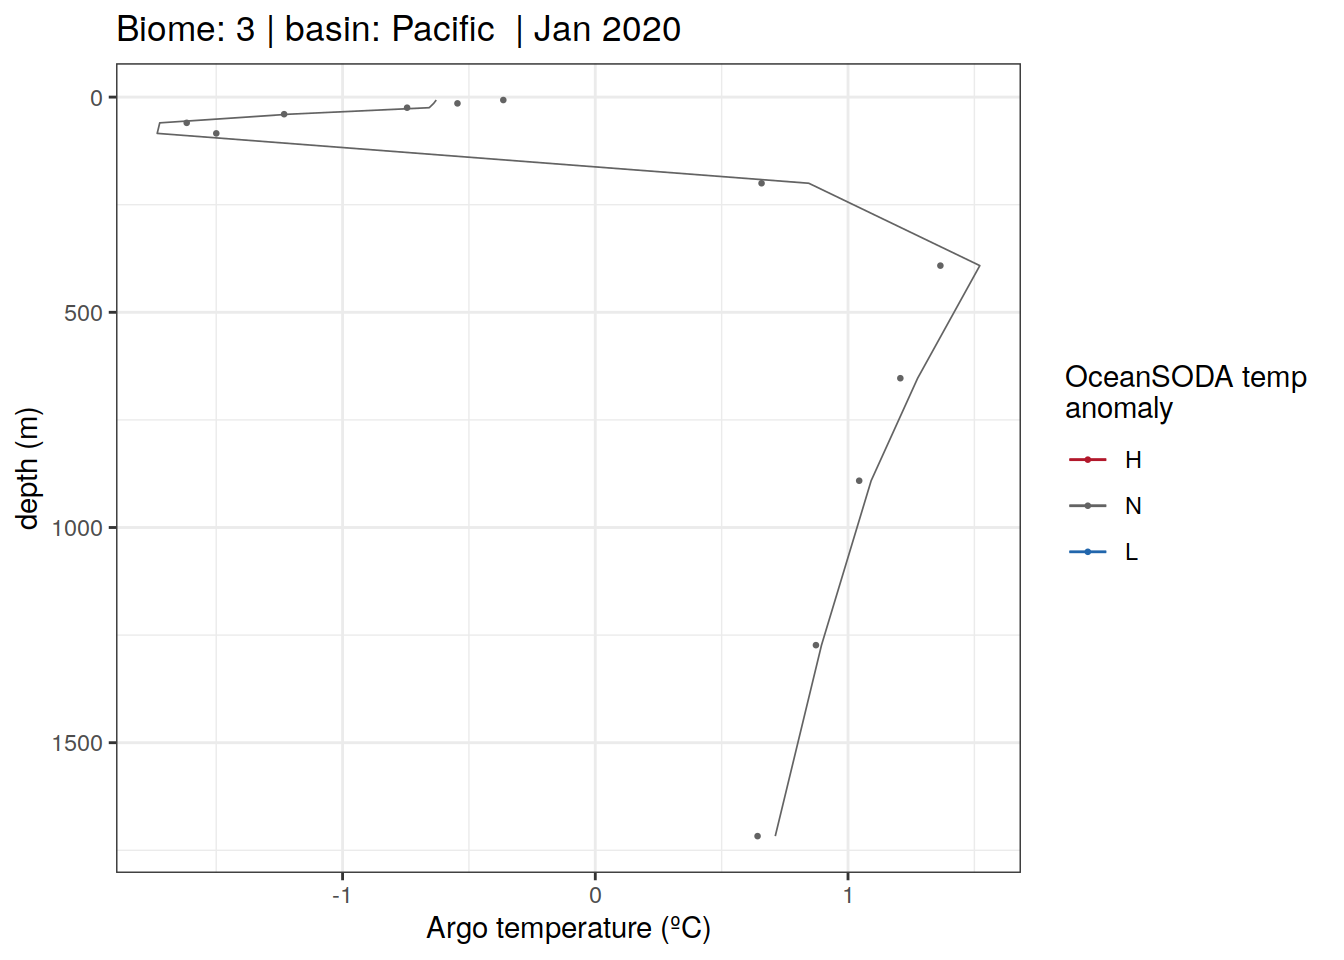 Biome: 3 | basin: Pacific  | Jan 2020
0
500
1000
1500
depth (m)
-1
0
1
Argo temperature (ºC)
OceanSODA temp
anomaly
H
N
L